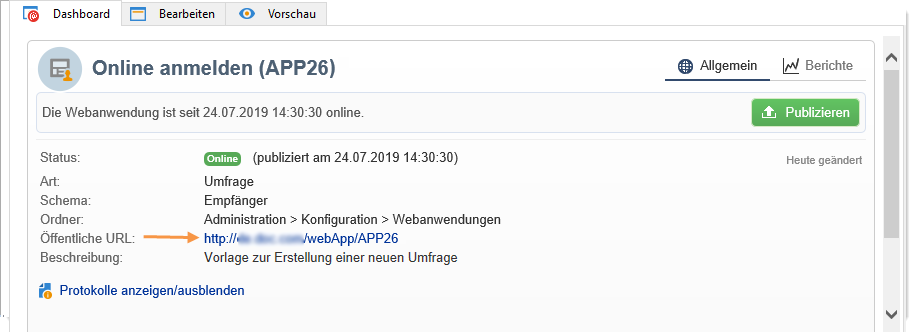 Dashboard Bearbeiten Vorschau
Online anmelden (APP26) Allgemein Berichte
Die Webanwendung ist seit 24.07.2019 14:30:30 online. Publizieren
Status: Online (publiziert am 24.07.2019 14:30:30) Heute geändert
Art: Umfrage
Schema: Empfänger
Ordner: Administration > Konfiguration > Webanwendungen
Öffentliche URL: http:///webApp/APP26
Beschreibung: Vorlage zur Erstellung einer neuen Umfrage
Protokolle anzeigen/ausblenden